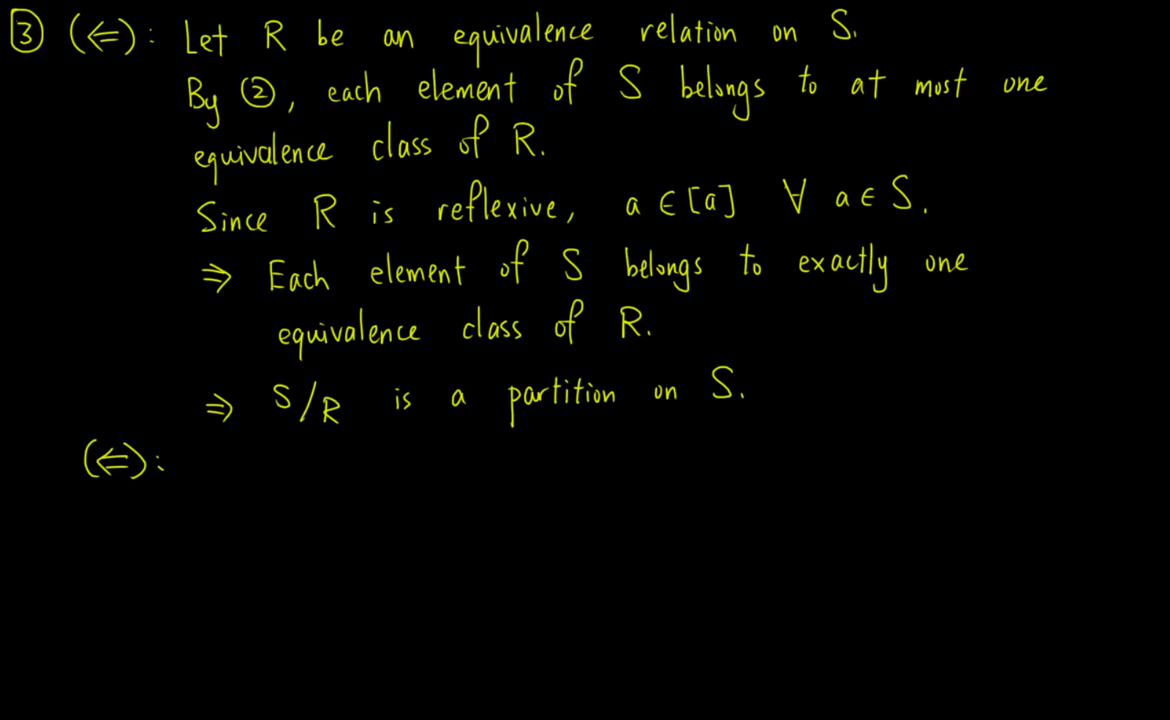 ③ (⇐): Let R be an equivalence relation on S.
By ②, each element of S belongs to at most one
equivalence class of R.
Since R is reflexive, a ∈ [a] ∀ a ∈ S.
⇒ Each element of S belongs to exactly one
equivalence class of R.
⇒ S/R is a partition on S.
(⇐):